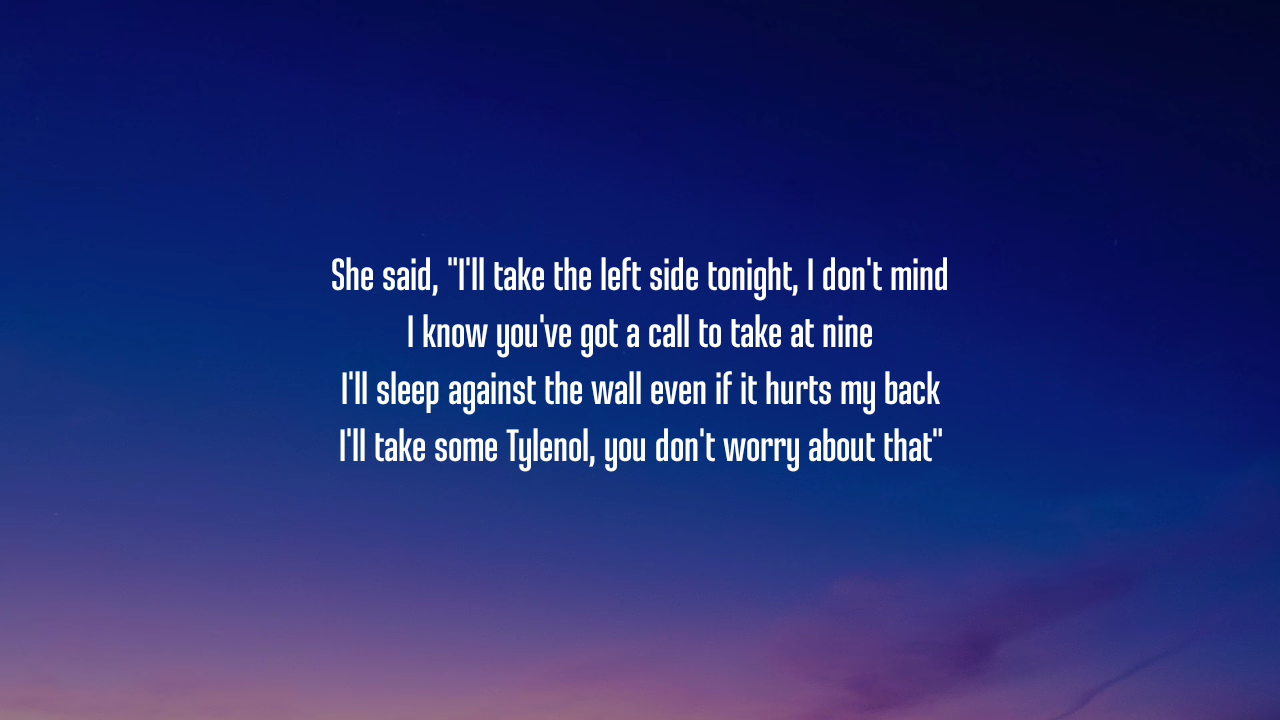 She said, "I'll take the left side tonight, I don't mind
I know you've got a call to take at nine
I'll sleep against the wall even if it hurts my back
I'll take some Tylenol, you don't worry about that"